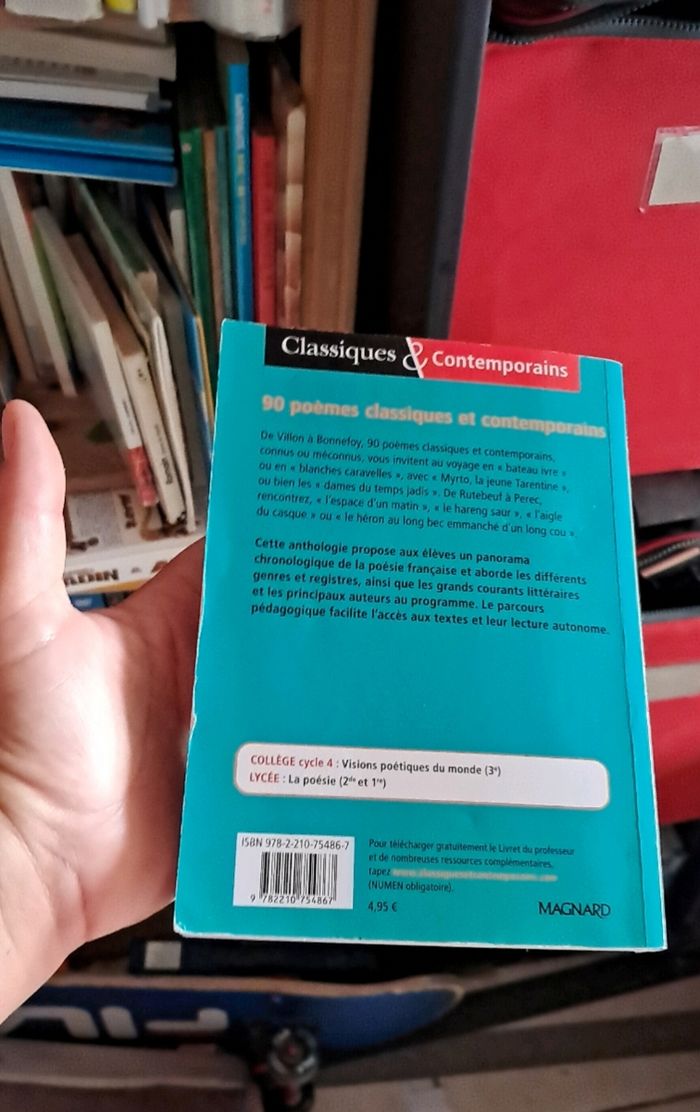 Classiques & Contemporains
90 poèmes classiques et contemporains
De Villon à Bonnefoy, 90 poèmes classiques et contemporains,
connus ou méconnus, vous invitent au voyage en « bateau ivre »
ou en « blanches caravelles », avec « Myrto, la jeune Tarentine »,
ou bien les « dames du temps jadis ». De Rutebeuf à Perec,
rencontrez, « l'espace d'un matin », « le hareng saur », « l'aigle
du casque » ou « le héron au long bec emmanché d'un long cou ».
Cette anthologie propose aux élèves un panorama
chronologique de la poésie française et aborde les différents
genres et registres, ainsi que les grands courants littéraires
et les principaux auteurs au programme. Le parcours
pédagogique facilite l'accès aux textes et leur lecture autonome.
COLLÈGE cycle 4 : Visions poétiques du monde (3e)
LYCÉE : La poésie (2de et 1re)
ISBN 978-2-210-75486-7
9 782210 754867
Pour télécharger gratuitement le Livret du professeur
et de nombreuses ressources complémentaires,
tapez
(NUMEN obligatoire).
4,95 €
MAGNARD